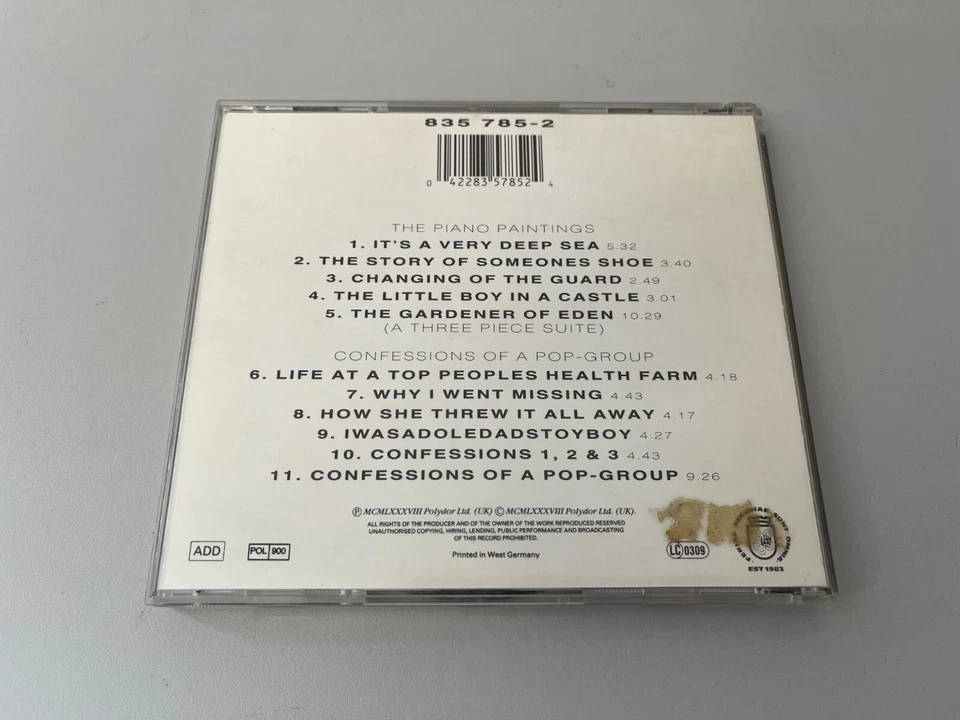 835 785-2
0 42283 57852 4
THE PIANO PAINTINGS
1. IT'S A VERY DEEP SEA 5.32
2. THE STORY OF SOMEONES SHOE 3.40
3. CHANGING OF THE GUARD 2.49
4. THE LITTLE BOY IN A CASTLE 3.01
5. THE GARDENER OF EDEN 10.29
(A THREE PIECE SUITE)
CONFESSIONS OF A POP-GROUP
6. LIFE AT A TOP PEOPLES HEALTH FARM 4.18
7. WHY I WENT MISSING 4.43
8. HOW SHE THREW IT ALL AWAY 4.17
9. IWASADOLEDADSTOYBOY 4.27
10. CONFESSIONS 1, 2 & 3 4.43
11. CONFESSIONS OF A POP-GROUP 9.26
Ⓟ MCMLXXXVIII Polydor Ltd. (UK) © MCMLXXXVIII Polydor Ltd. (UK).
ALL RIGHTS OF THE PRODUCER AND OF THE OWNER OF THE WORK REPRODUCED RESERVED
UNAUTHORISED COPYING, HIRING, LENDING, PUBLIC PERFORMANCE AND BROADCASTING
OF THIS RECORD PROHIBITED.
ADD
POL 900
Printed in West Germany
LC 0309
SUNT OMNIA
EST 1983